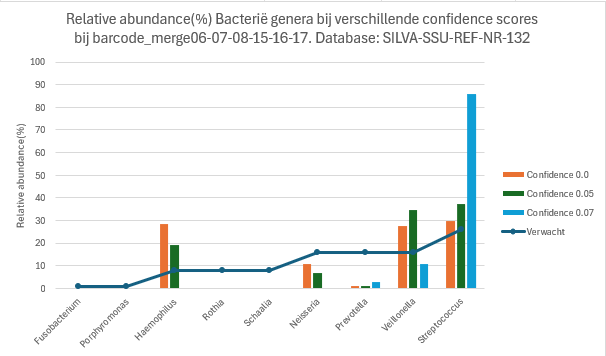 Relative abundance(%) Bacterië genera bij verschillende confidence scores
bij barcode_merge06-07-08-15-16-17. Database: SILVA-SSU-REF-NR-132
Relative abundance(%)
100
90
80
70
60
50
40
30
20
10
0
Fusobacterium
Porphyromonas
Haemophilus
Rothia
Schaalia
Neisseria
Prevotella
Veillonella
Streptococcus
Confidence 0.0
Confidence 0.05
Confidence 0.07
Verwacht